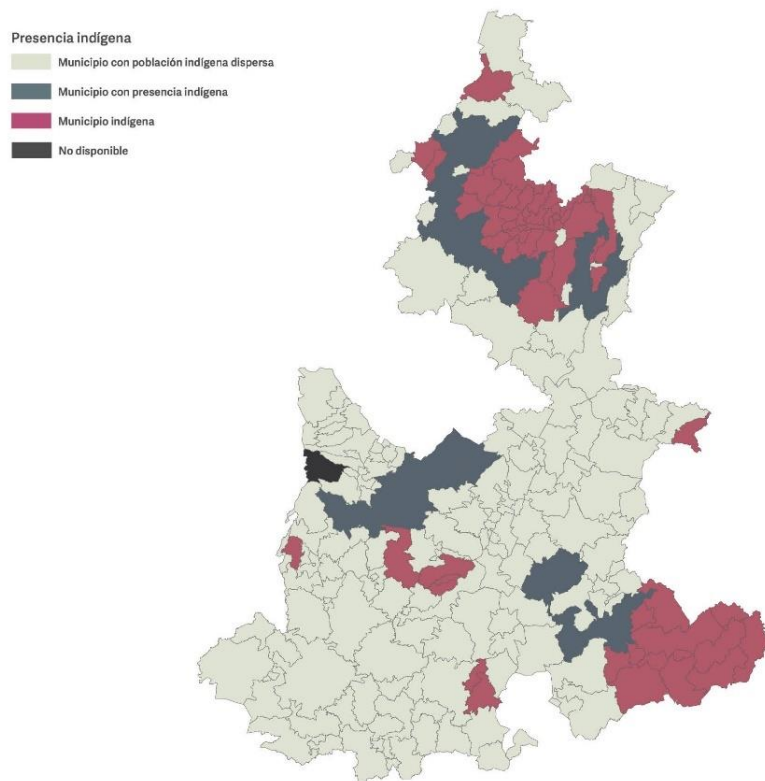 Presencia indígena
Municipio con población indígena dispersa
Municipio con presencia indígena
Municipio indígena
No disponible